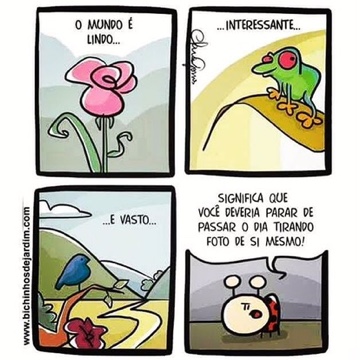 O MUNDO É
LINDO...
...INTERESSANTE...
...E VASTO...
SIGNIFICA QUE
VOCÊ DEVERIA PARAR DE
PASSAR O DIA TIRANDO
FOTO DE SI MESMO!
www.bichinhosdejardim.com